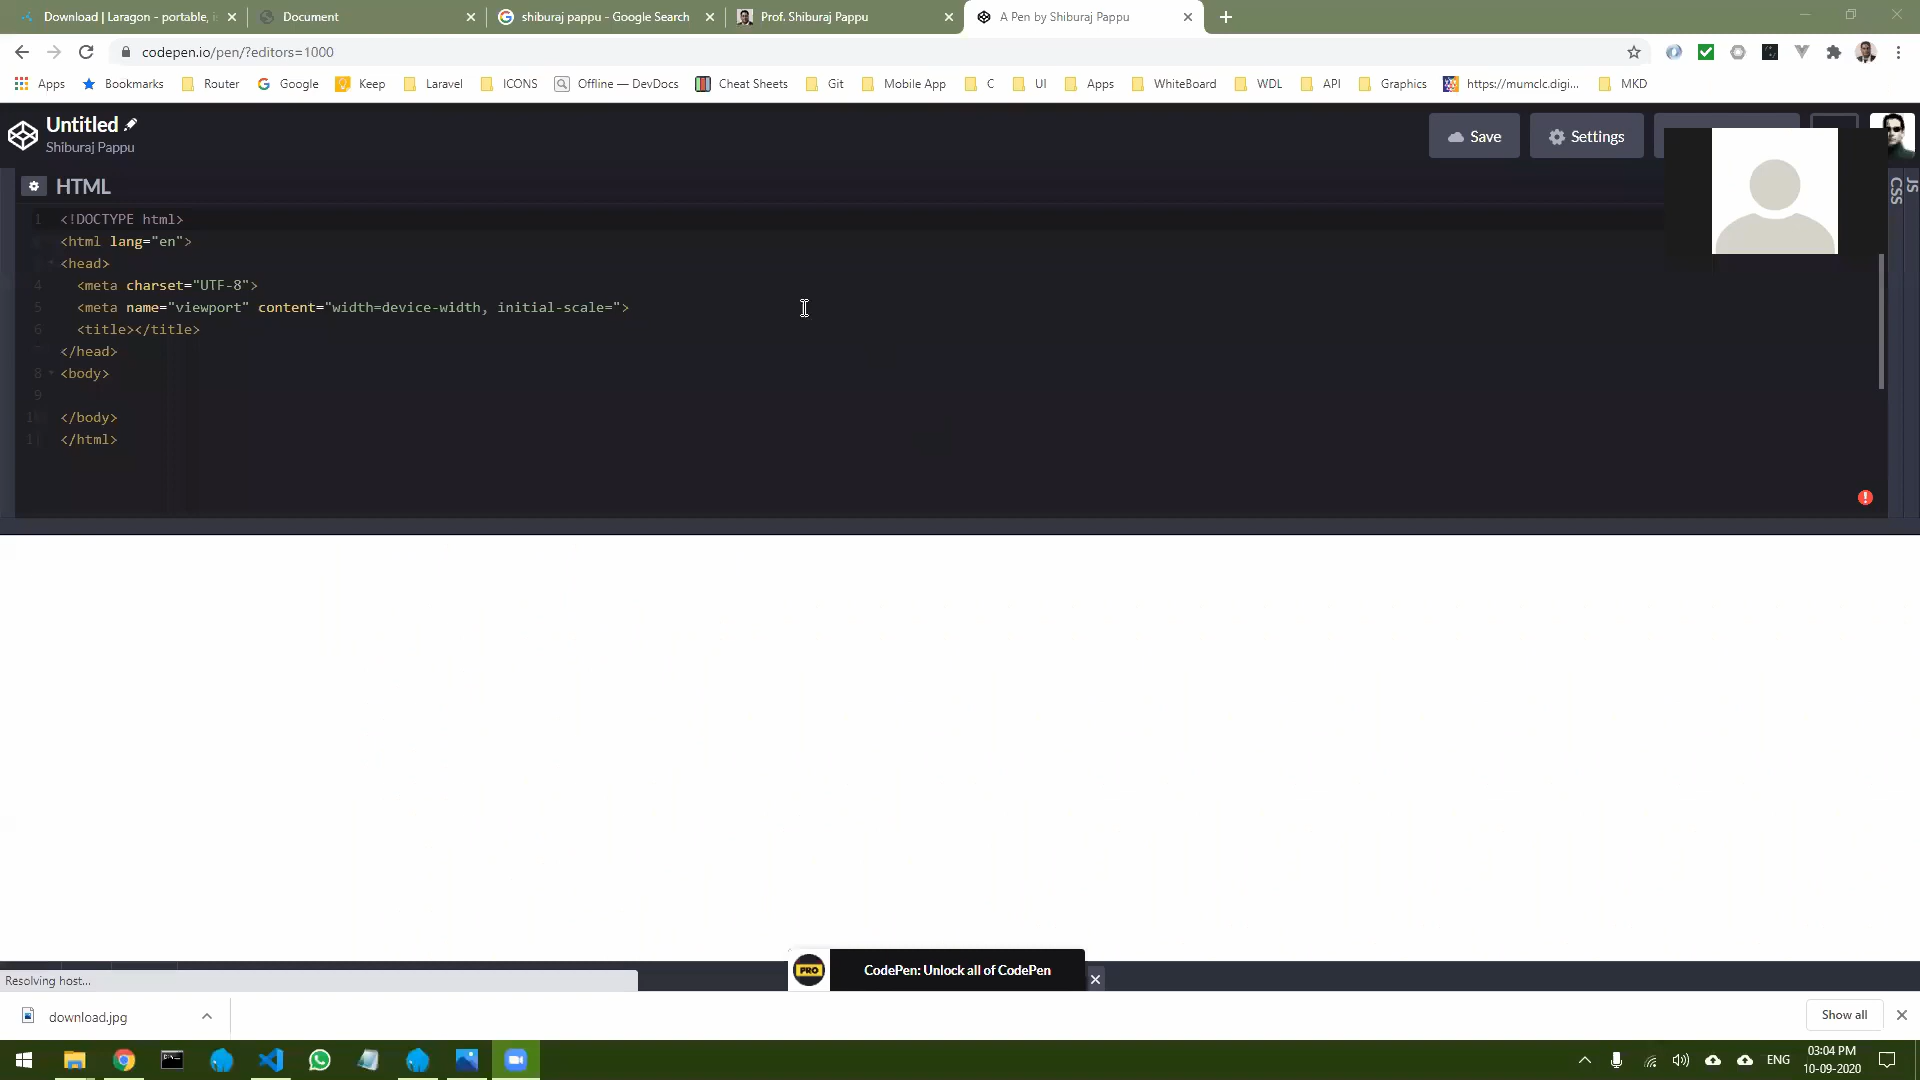 Download | Laragon - portable, i
Document
shiburaj pappu - Google Search
Prof. Shiburaj Pappu
A Pen by Shiburaj Pappu
codepen.io/pen/?editors=1000
Apps
Bookmarks
Router
Google
Keep
Laravel
ICONS
Offline — DevDocs
Cheat Sheets
Git
Mobile App
C
UI
Apps
WhiteBoard
WDL
API
Graphics
https://mumclc.digi...
MKD
Untitled
Shiburaj Pappu
Save
Settings
HTML
CSS
JS
1 <!DOCTYPE html>
<html lang="en">
<head>
4 <meta charset="UTF-8">
5 <meta name="viewport" content="width=device-width, initial-scale=">
6 <title></title>
</head>
8 <body>
9
</body>
</html>
PRO
CodePen: Unlock all of CodePen
Resolving host...
download.jpg
Show all
ENG
03:04 PM
10-09-2020